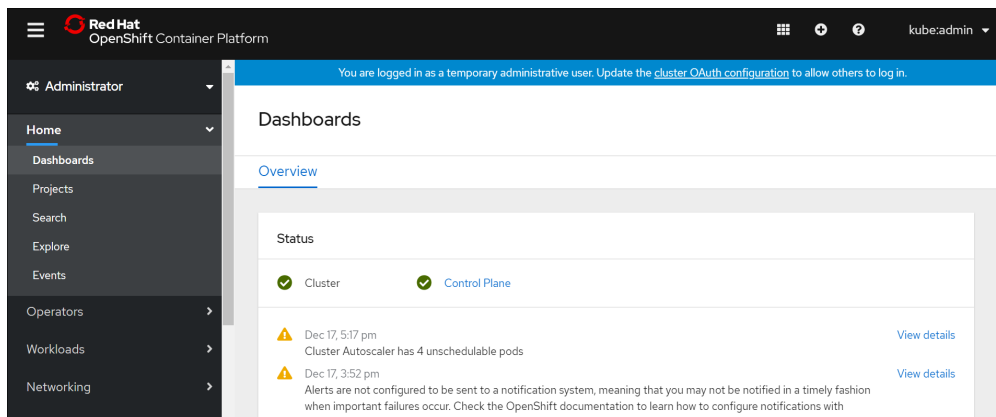 Red Hat
OpenShift Container Platform
kube:admin
Administrator
You are logged in as a temporary administrative user. Update the cluster OAuth configuration to allow others to log in.
Home
Dashboards
Projects
Search
Explore
Events
Operators
Workloads
Networking
Dashboards
Overview
Status
Cluster
Control Plane
Dec 17, 5:17 pm
View details
Cluster Autoscaler has 4 unschedulable pods
Dec 17, 3:52 pm
View details
Alerts are not configured to be sent to a notification system, meaning that you may not be notified in a timely fashion
when important failures occur. Check the OpenShift documentation to learn how to configure notifications with